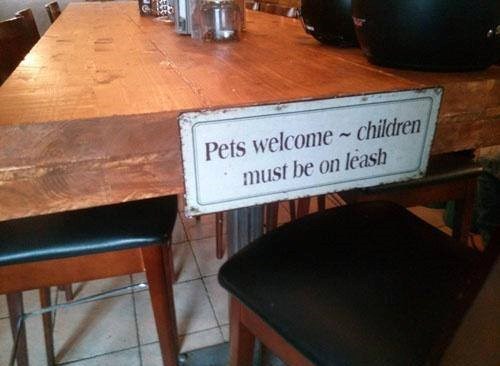 Pets welcome ~ children
must be on leash